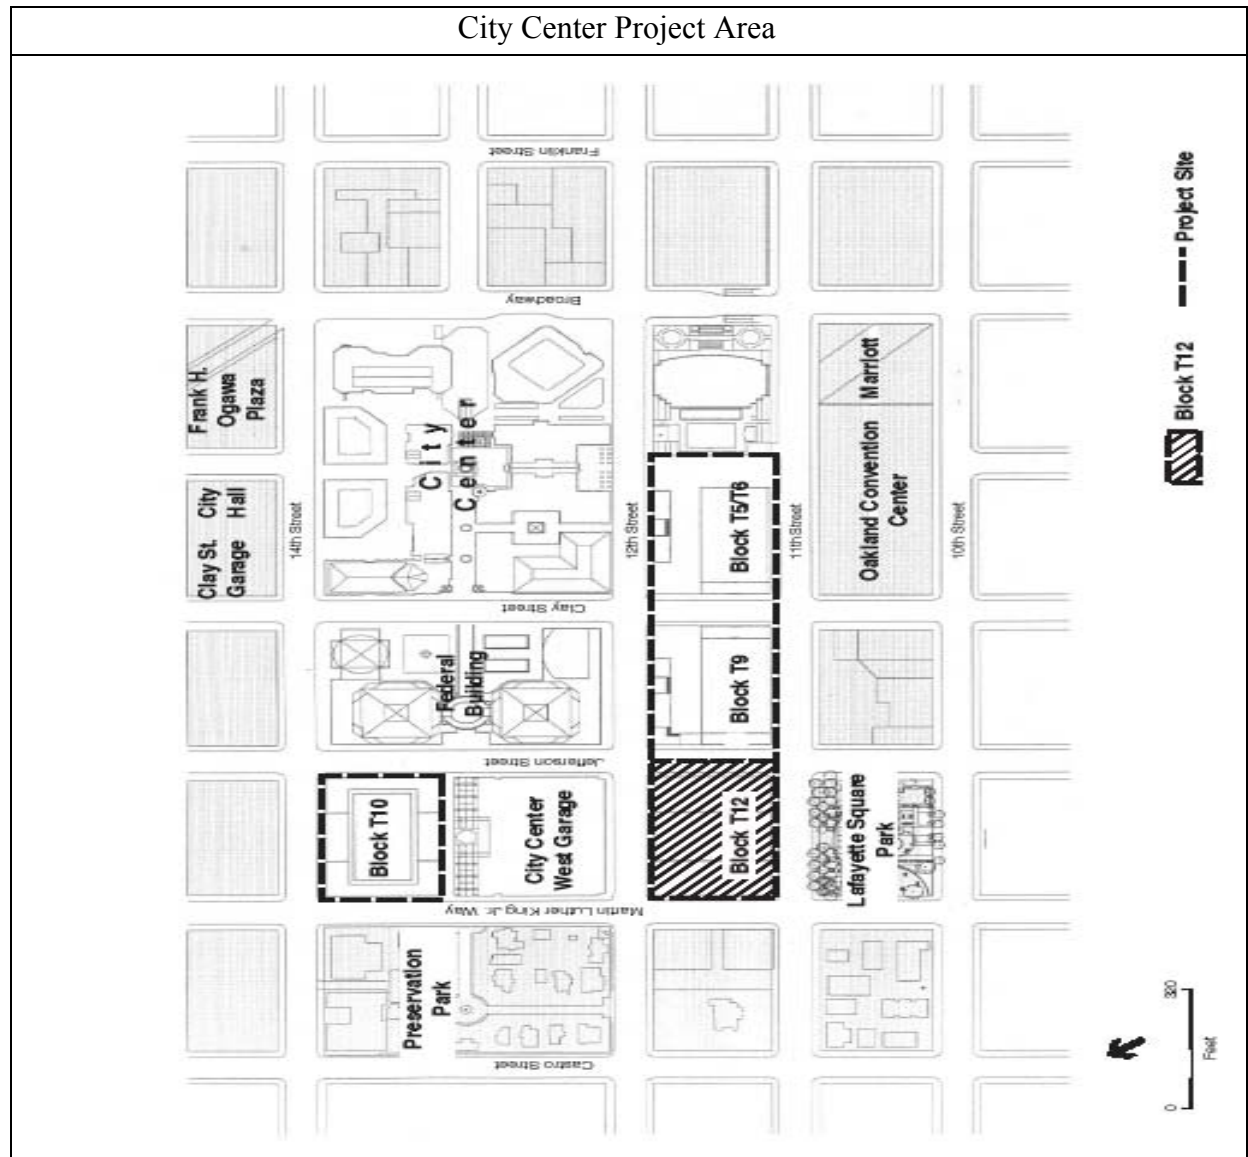 City Center Project Area
Franklin Street
Broadway
Frank H.
Ogawa
Plaza
Clay St. City
Garage Hall
14th Street
City
Center
12th Street
Clay Street
Federal
Building
Jefferson Street
Block T10
City Center
West Garage
Martin Luther King Jr. Way
Preservation
Park
Castro Street
Block T5/T6
Block T9
Block T12
11th Street
Marriott
Oakland Convention
Center
10th Street
Lafayette Square
Park
Block T12
Project Site
0
320
Feet